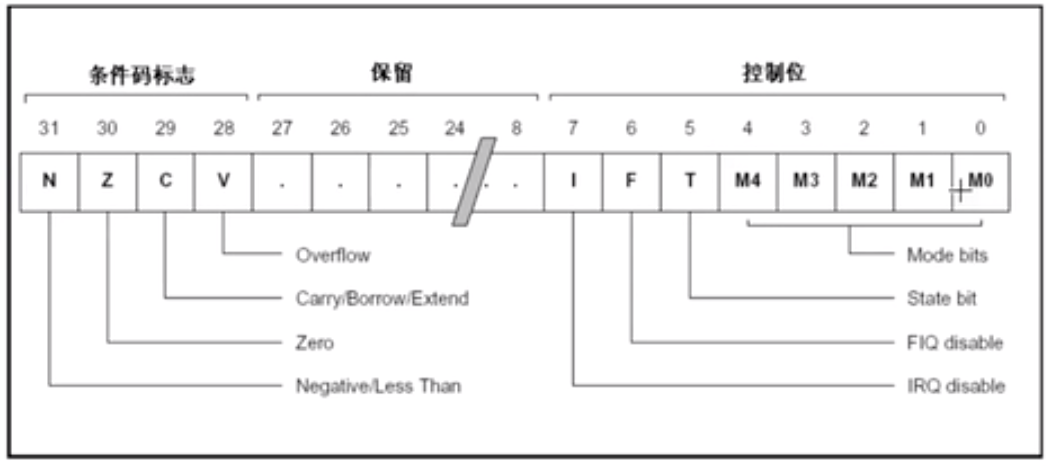 条件码标志 保留 控制位
31 30 29 28 27 26 25 24 8 7 6 5 4 3 2 1 0
N Z C V . . . . . . I F T M4 M3 M2 M1 M0
Overflow Mode bits
Carry/Borrow/Extend State bit
Zero FIQ disable
Negative/Less Than IRQ disable